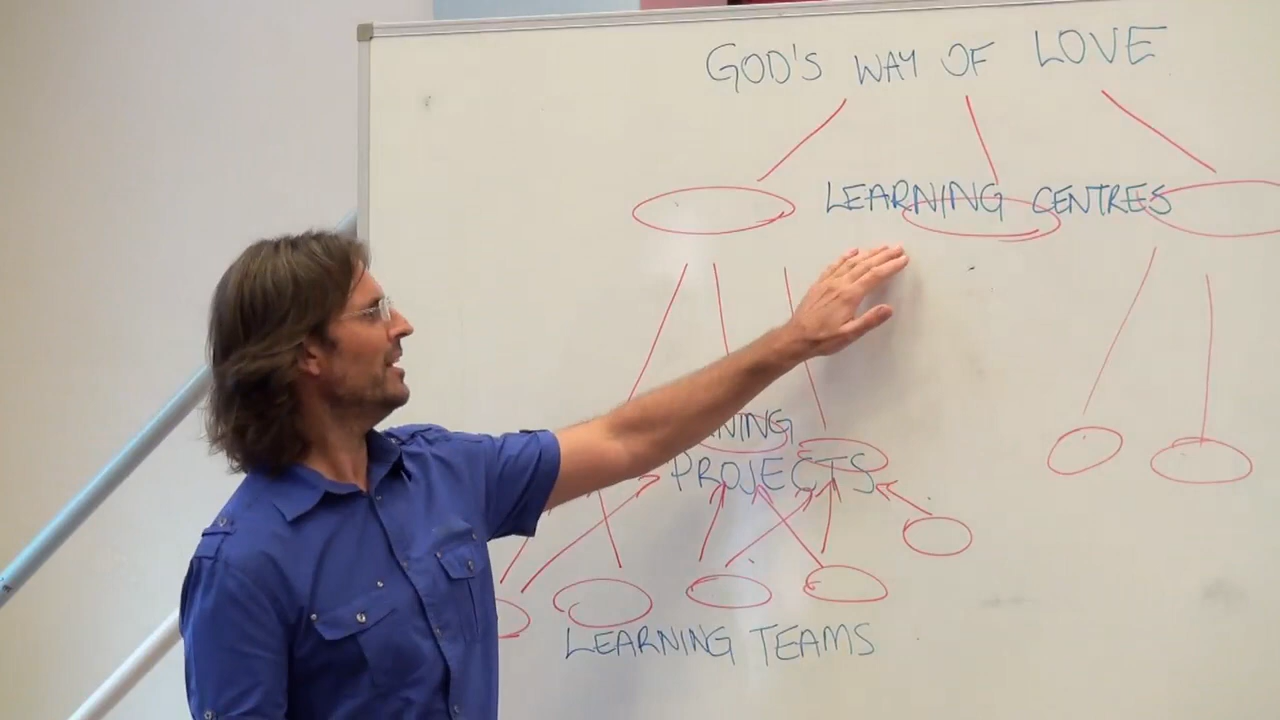 GOD'S WAY OF LOVE
LEARNING CENTRES
PROJECTS
LEARNING TEAMS